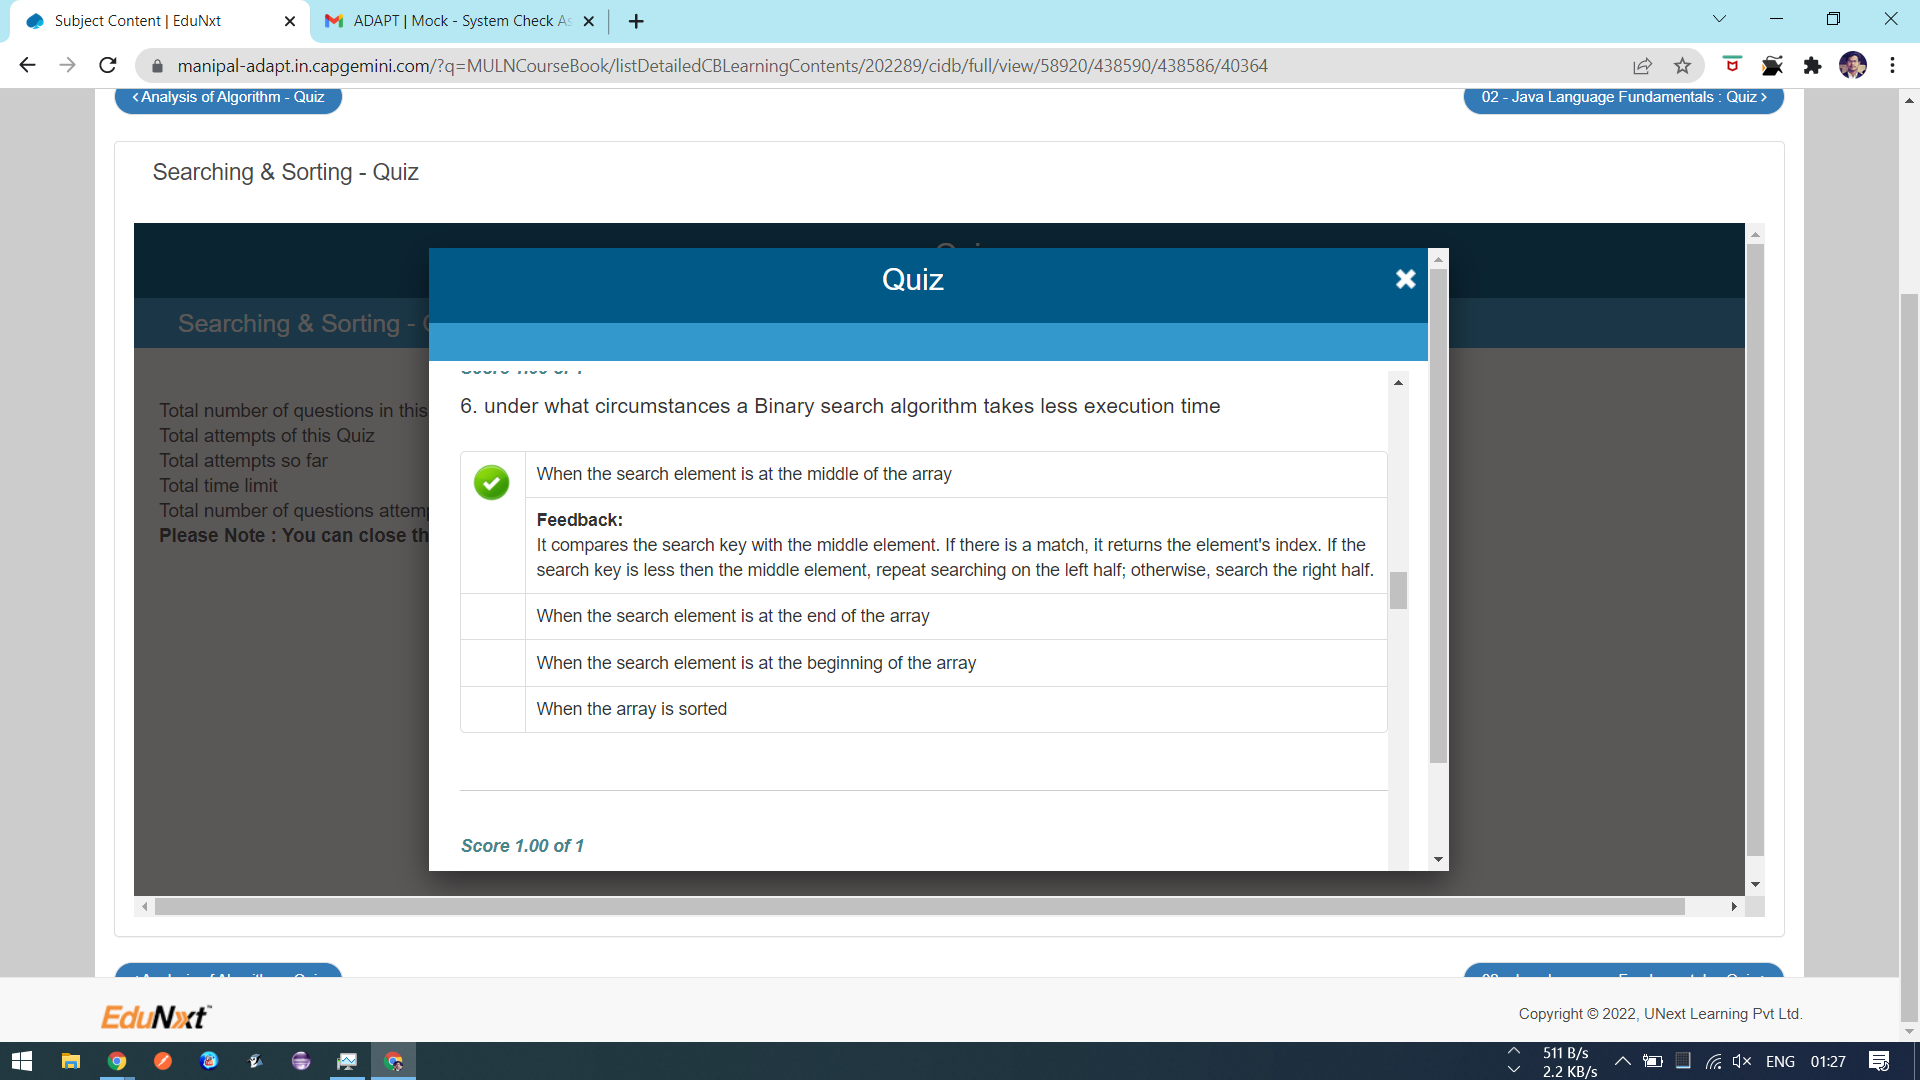 Subject Content | EduNxt
ADAPT | Mock - System Check As
manipal-adapt.in.capgemini.com/?q=MULNCourseBook/listDetailedCBLearningContents/202289/cidb/full/view/58920/438590/438586/40364
‹ Analysis of Algorithm - Quiz
02 - Java Language Fundamentals : Quiz ›
Searching & Sorting - Quiz
Quiz
Searching & Sorting -
Total number of questions in this
Total attempts of this Quiz
Total attempts so far
Total time limit
Total number of questions attem
Please Note : You can close th
Score 1.00 of 1
6. under what circumstances a Binary search algorithm takes less execution time
When the search element is at the middle of the array
Feedback:
It compares the search key with the middle element. If there is a match, it returns the element's index. If the
search key is less then the middle element, repeat searching on the left half; otherwise, search the right half.
When the search element is at the end of the array
When the search element is at the beginning of the array
When the array is sorted
Score 1.00 of 1
EduNxt
Copyright © 2022, UNext Learning Pvt Ltd.
511 B/s
2.2 KB/s
ENG
01:27